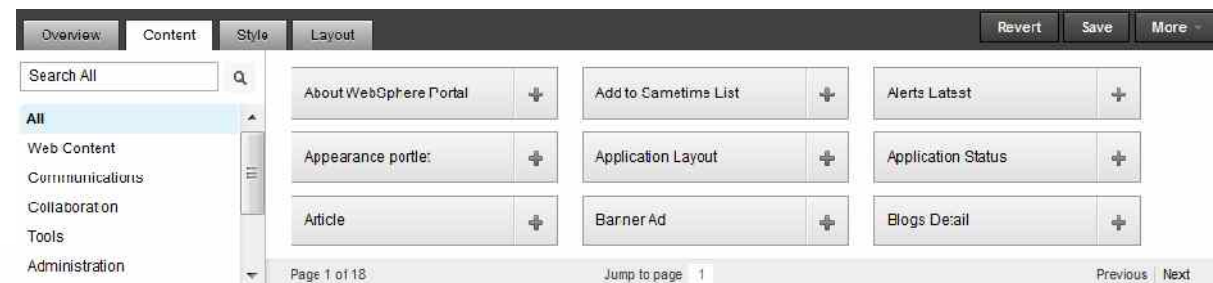 Overview Content Style Layout Revert Save More
Search All
All
Web Content
Communications
Collaboration
Tools
Administration
About WebSphere Portal Add to Sametime List Alerts Latest
Appearance portlet Application Layout Application Status
Article Banner Ad Blogs Detail
Page 1 of 18 Jump to page 1 Previous Next